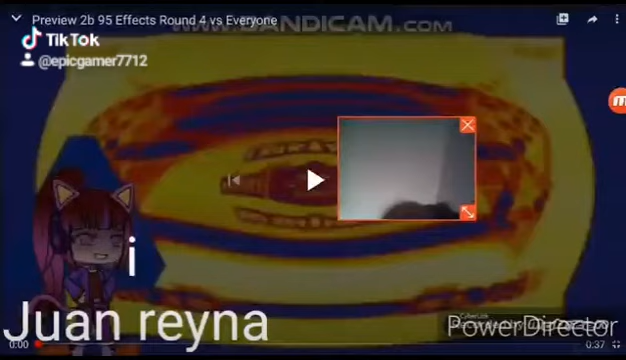 Preview 2b 95 Effects Round 4 vs Everyone
WWW.BANDICAM.COM
TikTok
@epicgamer7712
i
Juan reyna
PowerDirector
0:00
0:37